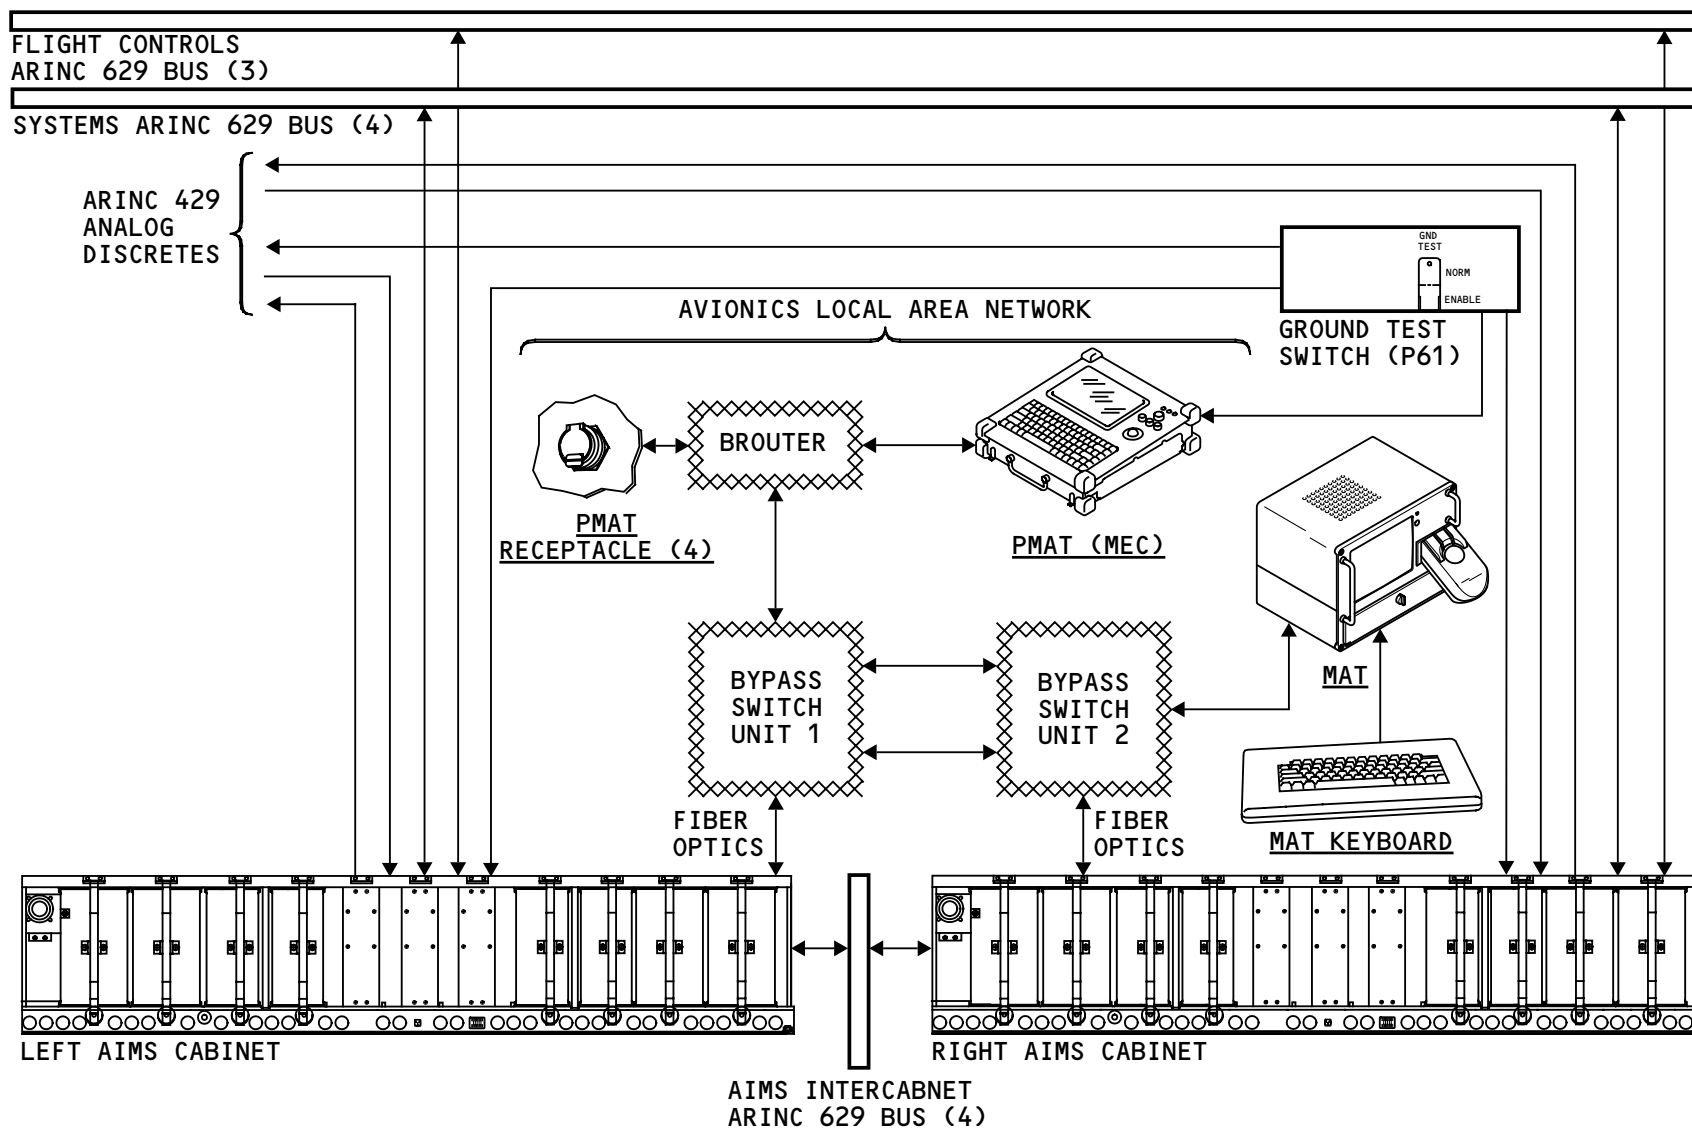 FLIGHT CONTROLS
ARINC 629 BUS (3)
SYSTEMS ARINC 629 BUS (4)
ARINC 429
ANALOG
DISCRETES
GND
TEST
NORM
ENABLE
GROUND TEST
SWITCH (P61)
AVIONICS LOCAL AREA NETWORK
BROUTER
PMAT
RECEPTACLE (4)
PMAT (MEC)
BYPASS
SWITCH
UNIT 1
BYPASS
SWITCH
UNIT 2
MAT
FIBER
OPTICS
FIBER
OPTICS
MAT KEYBOARD
LEFT AIMS CABINET
RIGHT AIMS CABINET
AIMS INTERCABNET
ARINC 629 BUS (4)